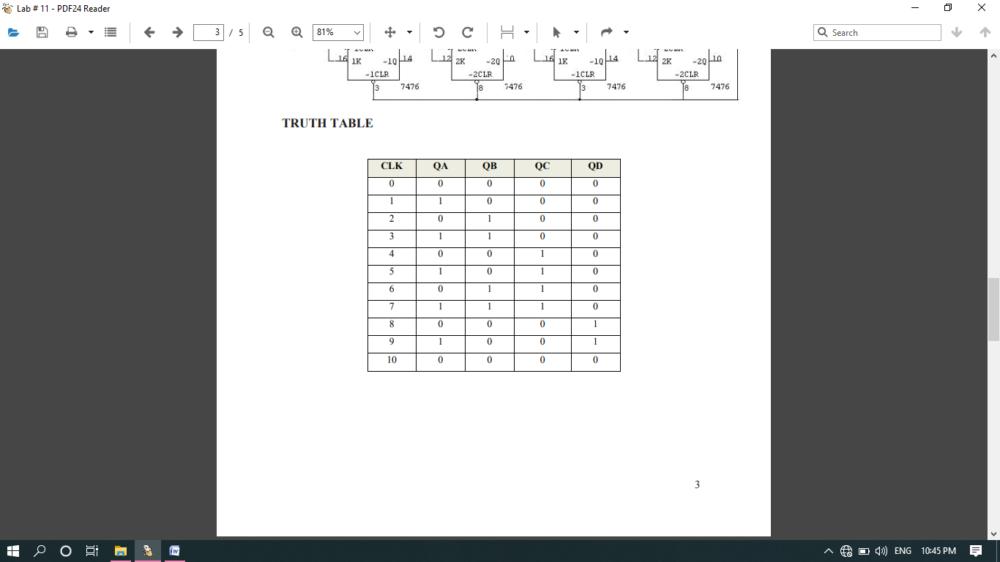 Lab # 11 - PDF24 Reader
3 / 5 81% Search
16 1K ~1Q 14 12 2K ~2Q 10 16 1K ~1Q 14 12 2K ~2Q 10
~1CLR ~2CLR ~1CLR ~2CLR
3 7476 8 7476 3 7476 8 7476
TRUTH TABLE
CLK QA QB QC QD
0 0 0 0 0
1 1 0 0 0
2 0 1 0 0
3 1 1 0 0
4 0 0 1 0
5 1 0 1 0
6 0 1 1 0
7 1 1 1 0
8 0 0 0 1
9 1 0 0 1
10 0 0 0 0
3
ENG 10:45 PM